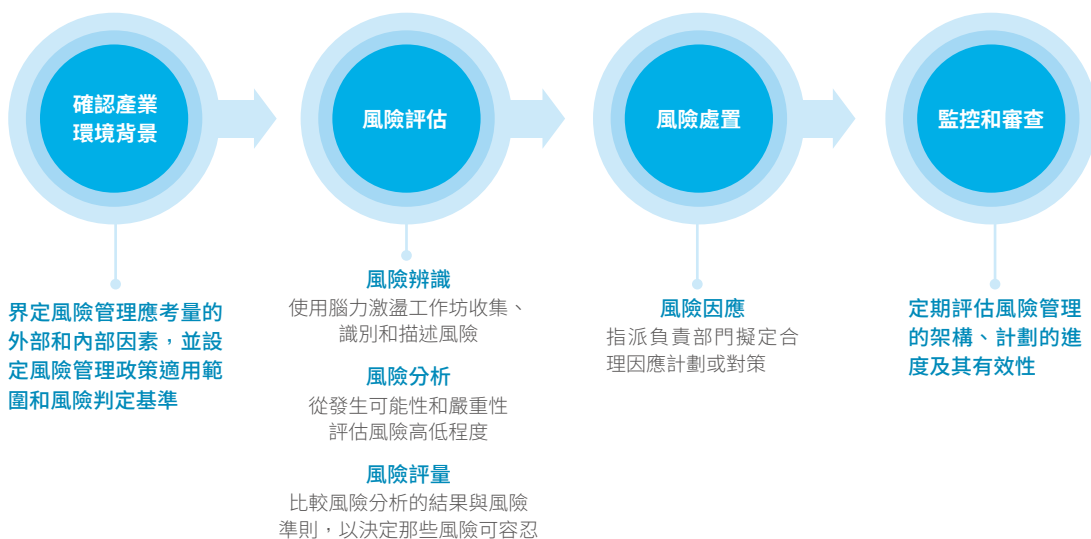 確認產業
環境背景
風險評估
風險處置
監控和審查
界定風險管理應考量的
外部和內部因素，並設
定風險管理政策適用範
圍和風險判定基準
風險辨識
使用腦力激盪工作坊收集、
識別和描述風險
風險分析
從發生可能性和嚴重性
評估風險高低程度
風險評量
比較風險分析的結果與風險
準則，以決定那些風險可容忍
風險因應
指派負責部門擬定合
理因應計劃或對策
定期評估風險管理
的架構、計劃的進
度及其有效性